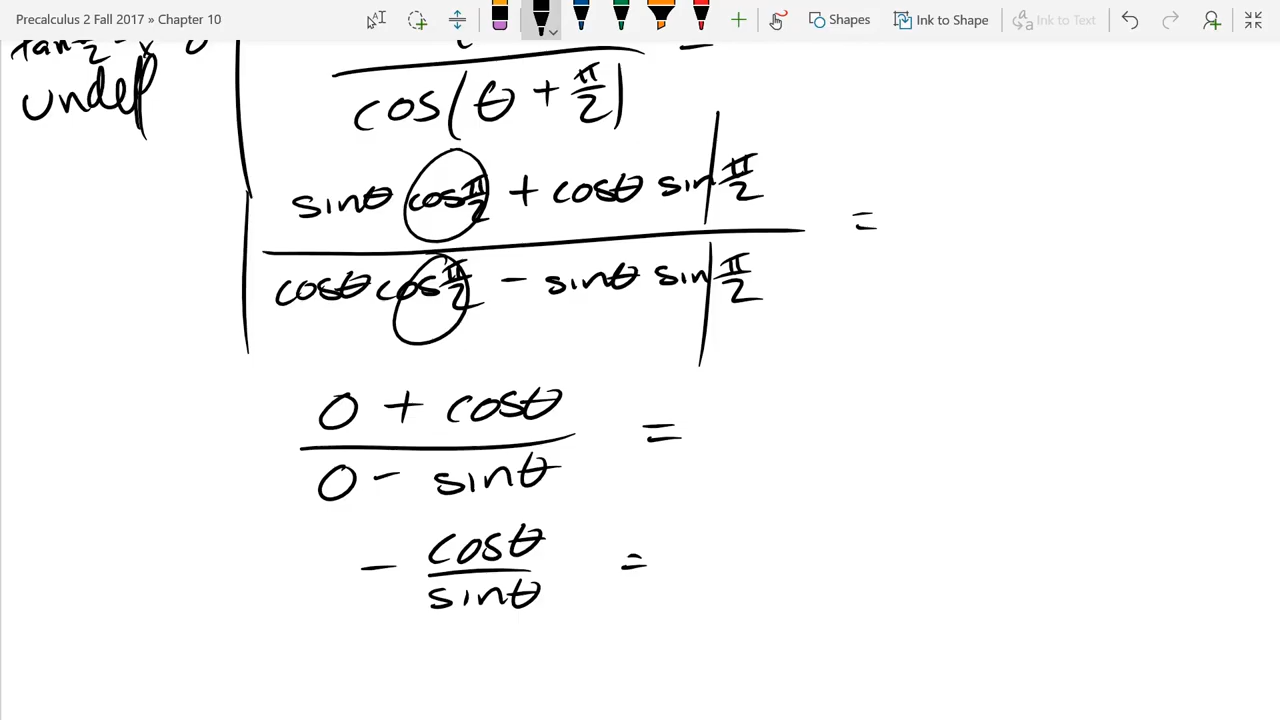 Precalculus 2 Fall 2017 » Chapter 10
Shapes
Ink to Shape
Ink to Text
undef
cos(θ + π/2) =
sinθ cos π/2 + cosθ sin π/2 =
cosθ cos π/2 - sinθ sin π/2
0 + cosθ =
0 - sinθ
- cosθ =
sinθ